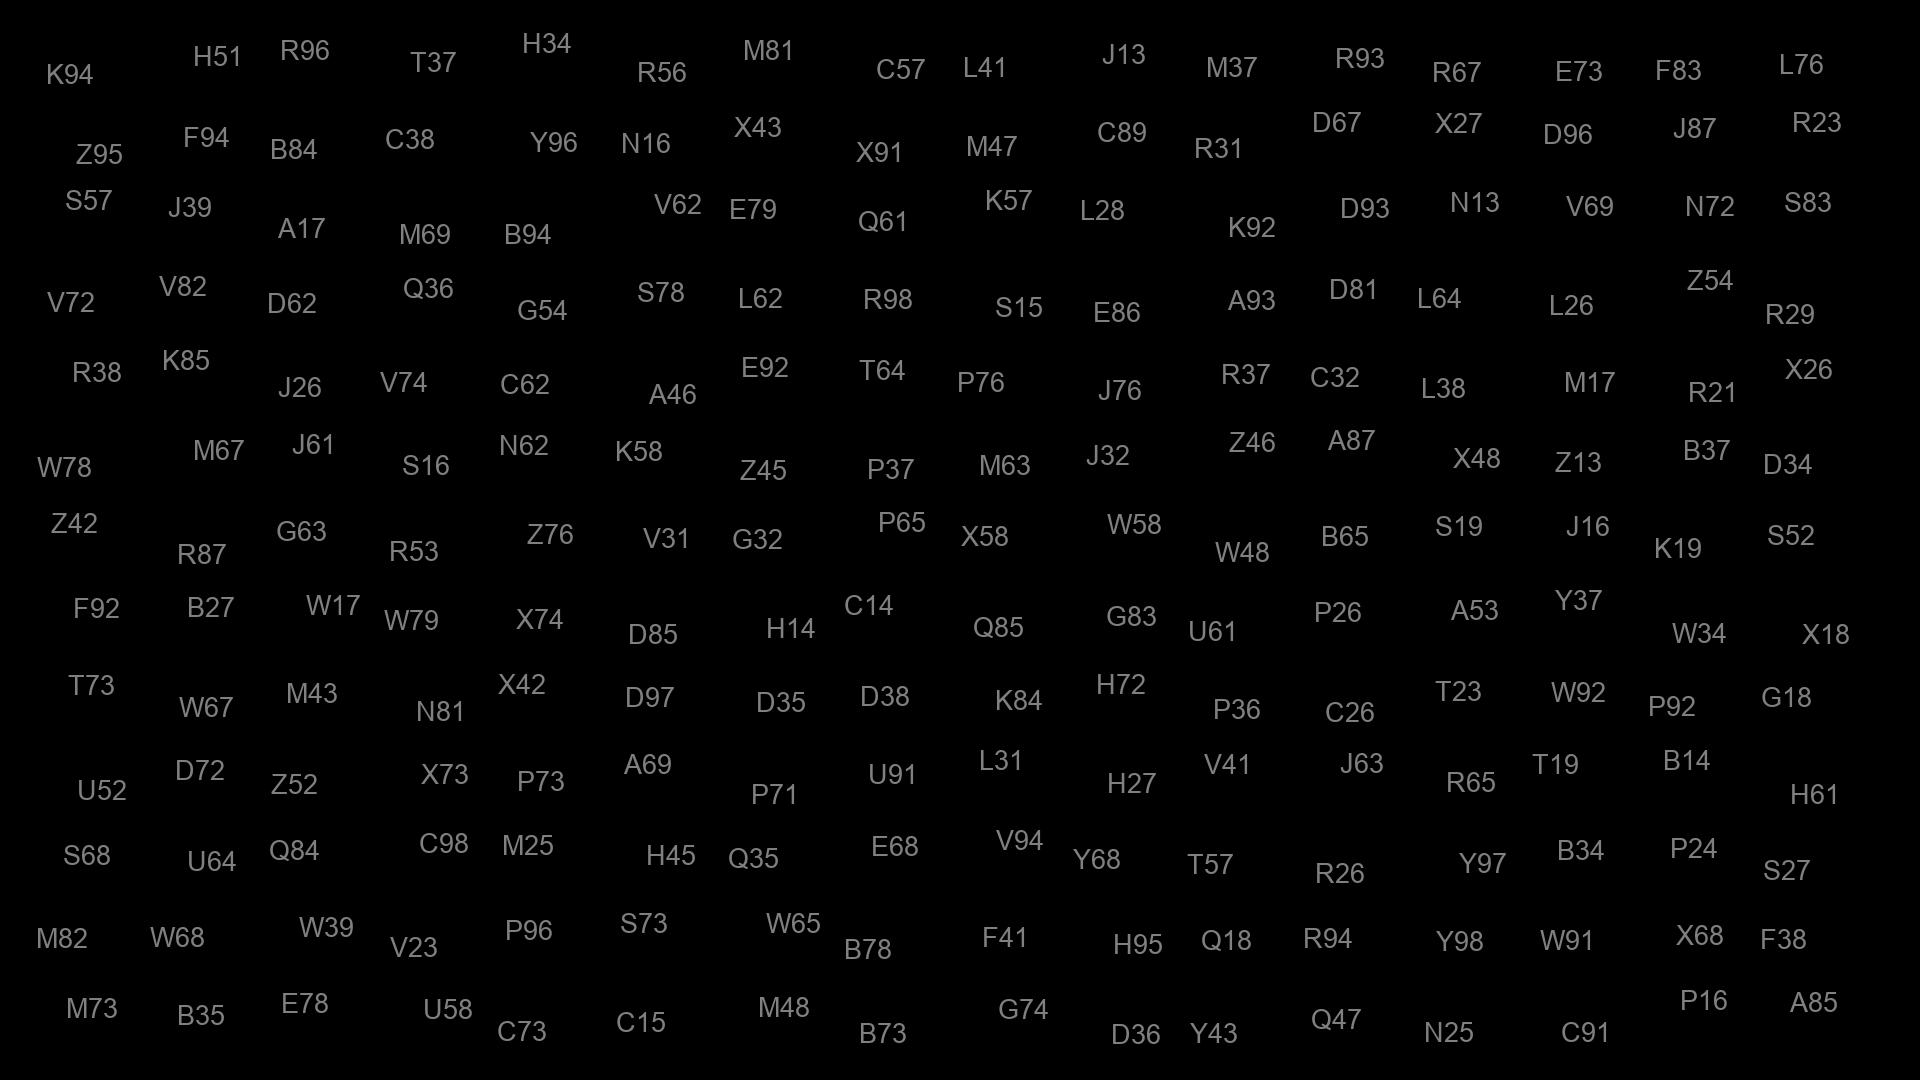 K94 H51 R96 T37 H34 R56 M81 C57 L41 J13 M37 R93 R67 E73 F83 L76
Z95 F94 B84 C38 Y96 N16 X43 X91 M47 C89 R31 D67 X27 D96 J87 R23
S57 J39 A17 M69 B94 V62 E79 Q61 K57 L28 K92 D93 N13 V69 N72 S83
V72 V82 D62 Q36 G54 S78 L62 R98 S15 E86 A93 D81 L64 L26 Z54 R29
R38 K85 J26 V74 C62 A46 E92 T64 P76 J76 R37 C32 L38 M17 R21 X26
W78 M67 J61 S16 N62 K58 Z45 P37 M63 J32 Z46 A87 X48 Z13 B37 D34
Z42 R87 G63 R53 Z76 V31 G32 P65 X58 W58 W48 B65 S19 J16 K19 S52
F92 B27 W17 W79 X74 D85 H14 C14 Q85 G83 U61 P26 A53 Y37 W34 X18
T73 W67 M43 N81 X42 D97 D35 D38 K84 H72 P36 C26 T23 W92 P92 G18
U52 D72 Z52 X73 P73 A69 P71 U91 L31 H27 V41 J63 R65 T19 B14 H61
S68 U64 Q84 C98 M25 H45 Q35 E68 V94 Y68 T57 R26 Y97 B34 P24 S27
M82 W68 W39 V23 P96 S73 W65 B78 F41 H95 Q18 R94 Y98 W91 X68 F38
M73 B35 E78 U58 C73 C15 M48 B73 G74 D36 Y43 Q47 N25 C91 P16 A85